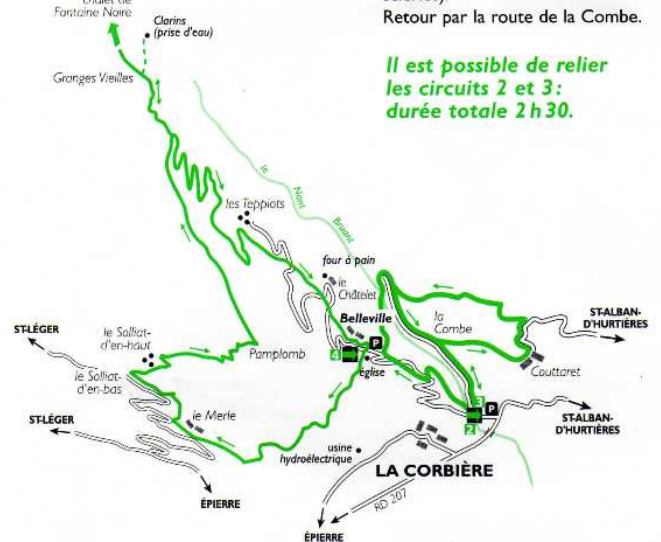 Retour par la route de la Combe.
Il est possible de relier
les circuits 2 et 3 :
durée totale 2 h 30.
Chalet de
Fontaine Noire
Clarins
(prise d'eau)
Granges Vieilles
le
Nant
Bruant
les Teppiots
four à pain
le
Châtelet
Belleville
P
la
Combe
ST-ALBAN-
D'HURTIÈRES
Couttaret
ST-LÉGER
le Solliat-
d'en-haut
Pamplomb
4
église
le Solliat-
d'en-bas
3
P
2
ST-ALBAN-
D'HURTIÈRES
ST-LÉGER
le Merle
usine
hydroélectrique
LA CORBIÈRE
RD 207
ÉPIERRE
ÉPIERRE